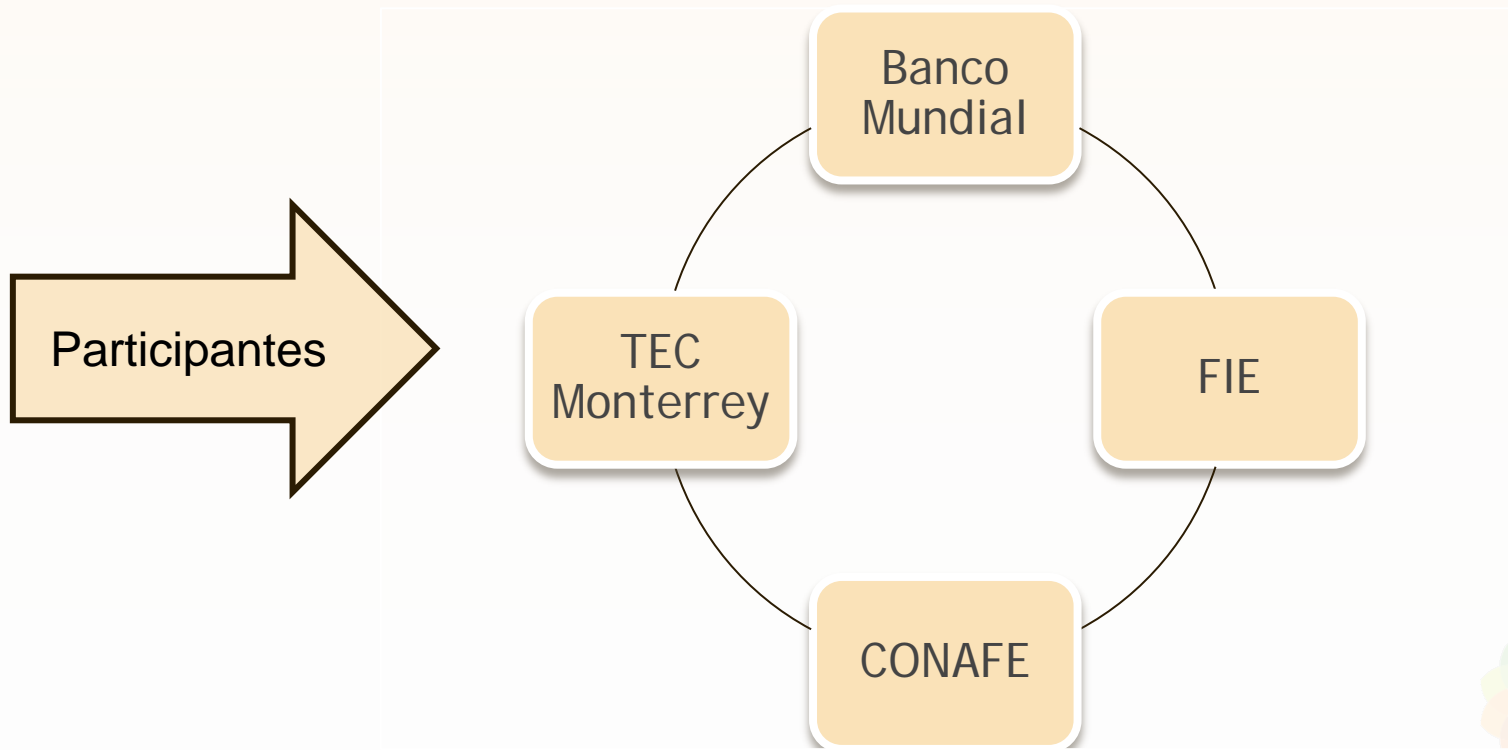 Participantes
Banco
Mundial
TEC
Monterrey
FIE
CONAFE